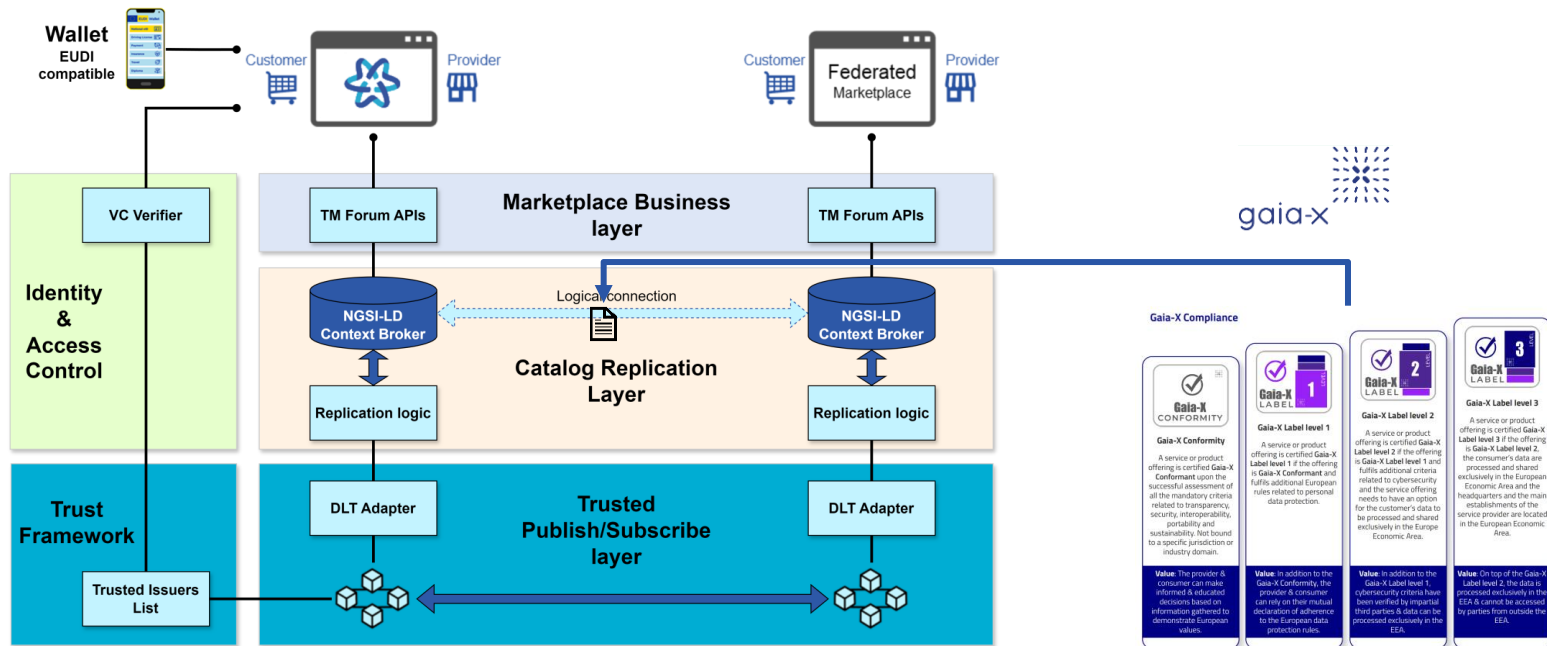 Wallet
EUDI
compatible
Customer
Provider
Customer
Federated
Marketplace
Provider
gaia-x
VC Verifier
TM Forum APIs
Marketplace Business
layer
TM Forum APIs
Identity
&
Access
Control
NGSI-LD
Context Broker
Logical connection
NGSI-LD
Context Broker
Catalog Replication
Layer
Replication logic
Replication logic
Trust
Framework
DLT Adapter
Trusted
Publish/Subscribe
layer
DLT Adapter
Trusted Issuers
List
Gaia-X Compliance
Gaia-X
CONFORMITY
Gaia-X Conformity
A service or product
offering is certified Gaia-X
Conformant upon the
successful assessment of
all the mandatory criteria
related to transparency,
security, interoperability,
portability and
sustainability. Not bound
to a specific jurisdiction or
industry domain.
Value: The provider &
consumer can make
informed & educated
decisions based on
information gathered to
demonstrate European
values.
1
LEVEL
Gaia-X
LABEL
Gaia-X Label level 1
A service or product
offering is certified Gaia-X
Label level 1 if the offering
is Gaia-X Conformant and
fulfils additional European
rules related to personal
data protection.
Value: In addition to the
Gaia-X Conformity, the
provider & consumer
can rely on their mutual
declaration of adherence
to the European data
protection rules.
2
LEVEL
Gaia-X
LABEL
Gaia-X Label level 2
A service or product
offering is certified Gaia-X
Label level 2 if the offering
is Gaia-X Label level 1 and
fulfils additional criteria
related to cybersecurity
and the service offering
needs to have an option
for the customer's data to
be processed and shared
exclusively in the Europe
Economic Area.
Value: In addition to the
Gaia-X Label level 1,
cybersecurity criteria have
been verified by impartial
third parties & data can be
processed exclusively in the
EEA.
3
LEVEL
Gaia-X
LABEL
Gaia-X Label level 3
A service or product
offering is certified Gaia-X
Label level 3 if the offering
is Gaia-X Label level 2,
the consumer's data are
processed and shared
exclusively in the European
Economic Area and the
headquarters and the main
establishments of the
service provider are located
in the European Economic
Area.
Value: On top of the Gaia-X
Label level 2, the data is
processed exclusively in the
EEA & cannot be accessed
by parties from outside the
EEA.